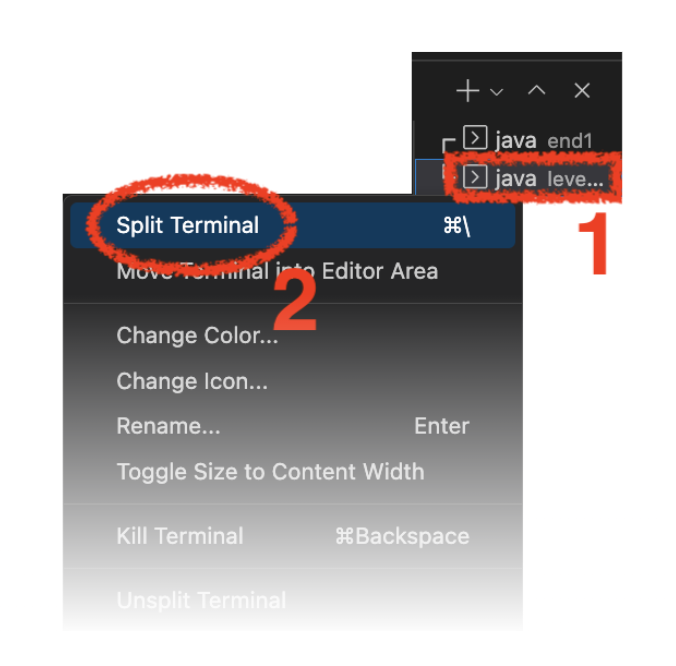 java end1
java leve...
1
Split Terminal ⌘\
Move Terminal into Editor Area
2
Change Color...
Change Icon...
Rename... Enter
Toggle Size to Content Width
Kill Terminal ⌘Backspace
Unsplit Terminal